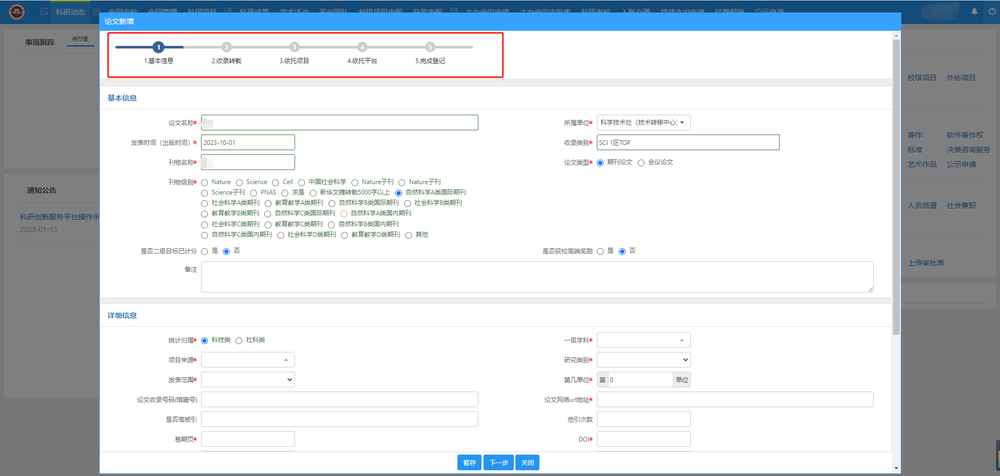 科研动态 合同审核 合同管理 科研项目 科研成果 学术活动 平台团队 校级项目申报 获奖申报 主办会议申请 主办会议审批表 科研考核 入账办理 绩效支出申请 经费报销 公示申请
论文新增
事项跟踪 待办理
1 2 3 4 5
1.基本信息 2.收录转载 3.依托项目 4.依托平台 5.完成登记
校级项目 外协项目
基本信息
论文名称* 所属单位* 科学技术处（技术转移中心）
发表时间（出版时间）* 2023-10-01 收录类别* SCI 1区TOP
著作 软件著作权
标准 决策咨询服务
刊物名称* 论文类型* 期刊论文 会议论文
艺术作品 公示申请
刊物级别* Nature Science Cell 中国社会科学 Nature子刊 Nature子刊
通知公告
Science子刊 PNAS 求是 新华文摘转载5000字以上 自然科学A类国际期刊
社会科学A类期刊 教育教学A类期刊 自然科学B类国际期刊 社会科学B类期刊
人员派遣 社会兼职
教育教学B类期刊 自然科学C类国际期刊 自然科学A类国内期刊
科研创新服务平台操作手
2023-01-13
社会科学C类期刊 教育教学C类期刊 自然科学B类国内期刊
自然科学C类国内期刊 社会科学D类期刊 教育教学D类期刊 其他
是否二级目标已计分 是 否 是否获校高端奖励 是 否
上传审批表
备注
详细信息
统计归属* 科技类 社科类 一级学科*
项目来源* 研究类别*
发表范围* 第几单位* 第 0 单位
论文收录号码(馆藏号) 论文网络url地址*
是否高被引 他引次数
卷期页* DOI*
暂存 下一步 关闭